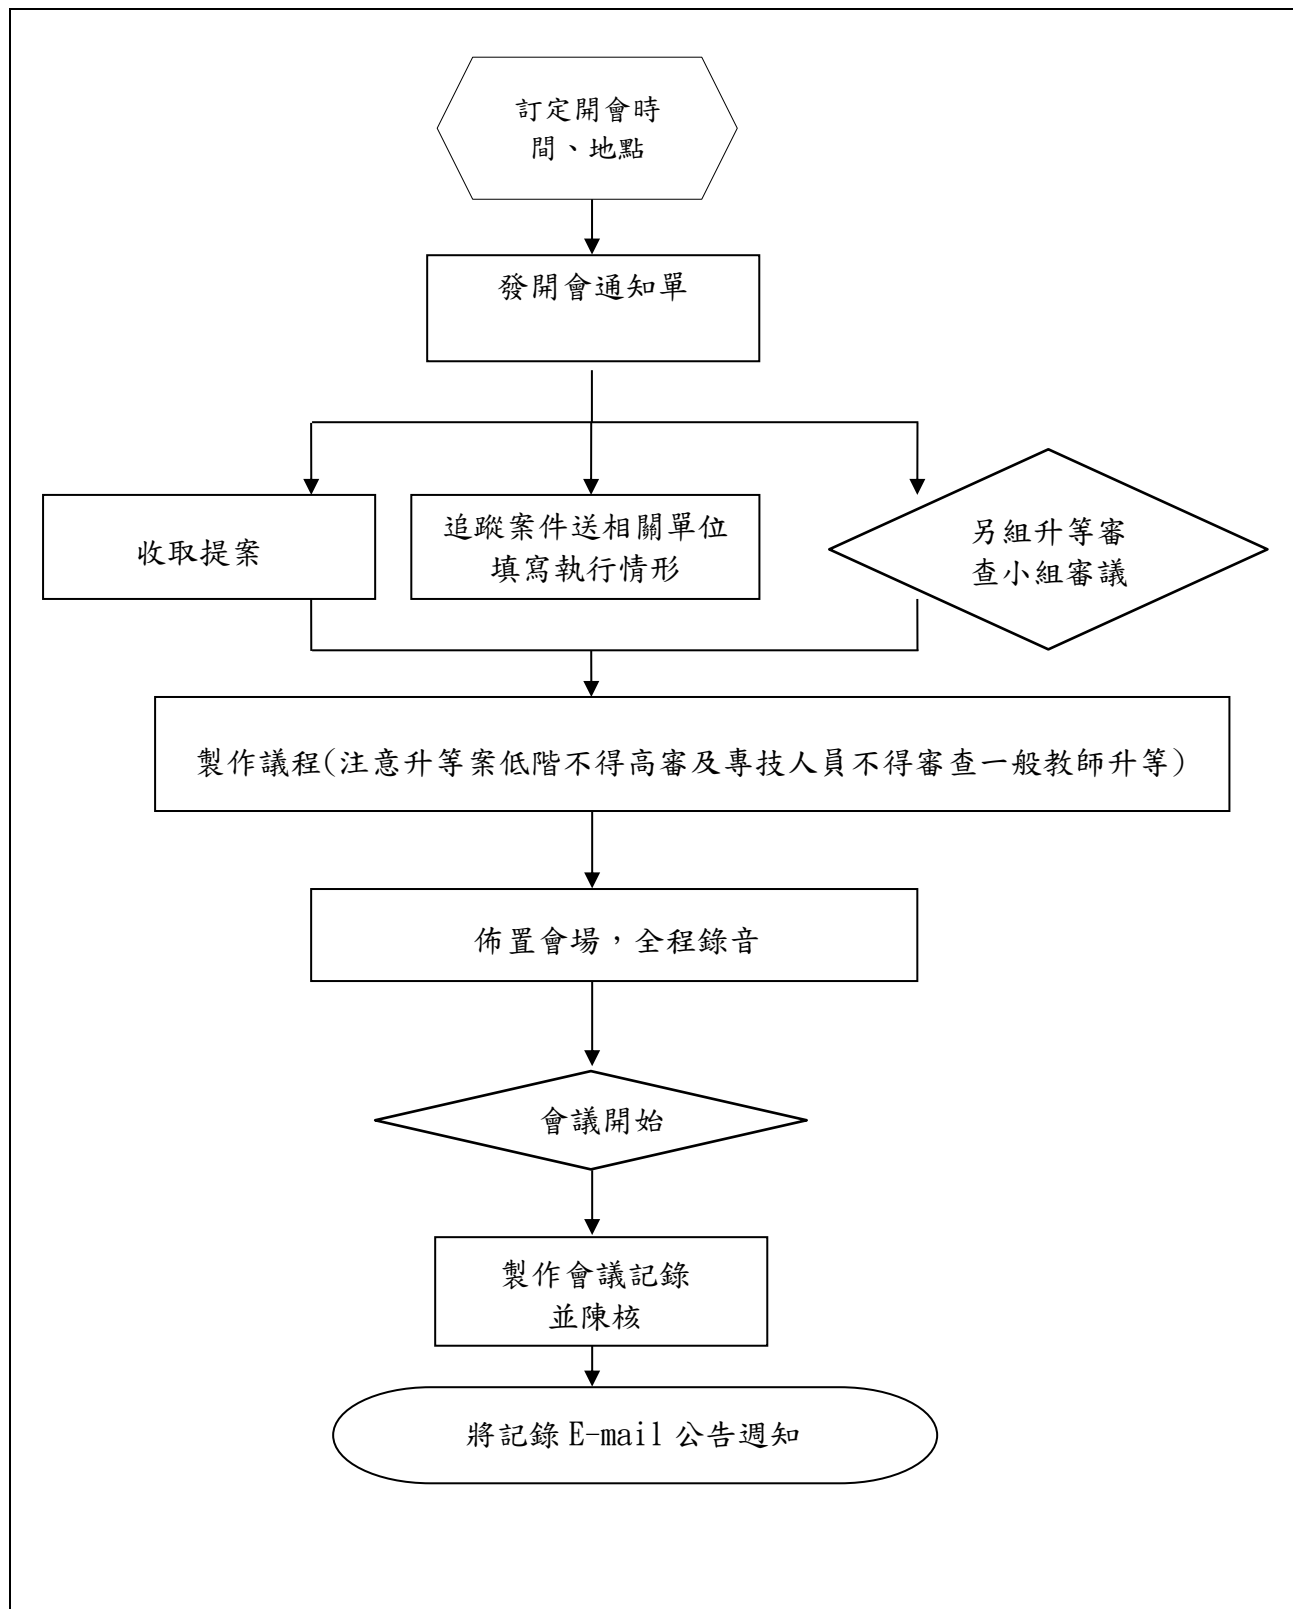 訂定開會時
間、地點
發開會通知單
收取提案
追蹤案件送相關單位
填寫執行情形
另組升等審
查小組審議
製作議程(注意升等案低階不得高審及專技人員不得審查一般教師升等)
佈置會場，全程錄音
會議開始
製作會議記錄
並陳核
將記錄 E-mail 公告週知